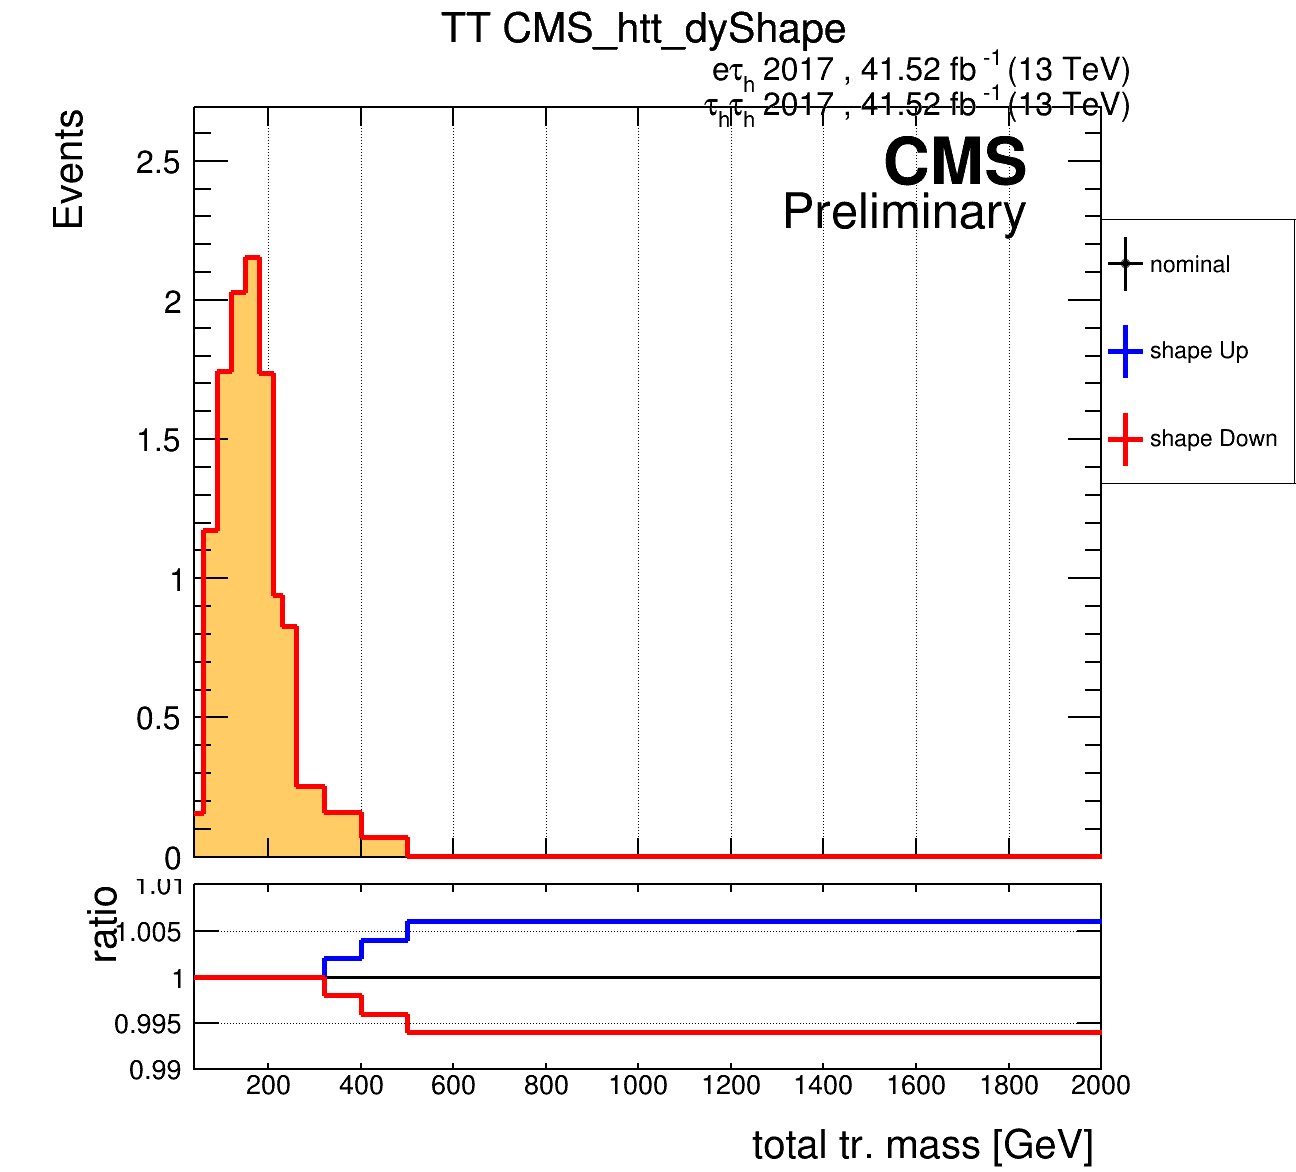 TT CMS_htt_dyShape
eτh 2017 , 41.52 fb -1 (13 TeV)
τhτh 2017 , 41.52 fb -1 (13 TeV)
CMS
Preliminary
Events
2.5
2
1.5
1
0.5
0
nominal
shape Up
shape Down
ratio
1.01
1.005
1
0.995
0.99
200 400 600 800 1000 1200 1400 1600 1800 2000
total tr. mass [GeV]